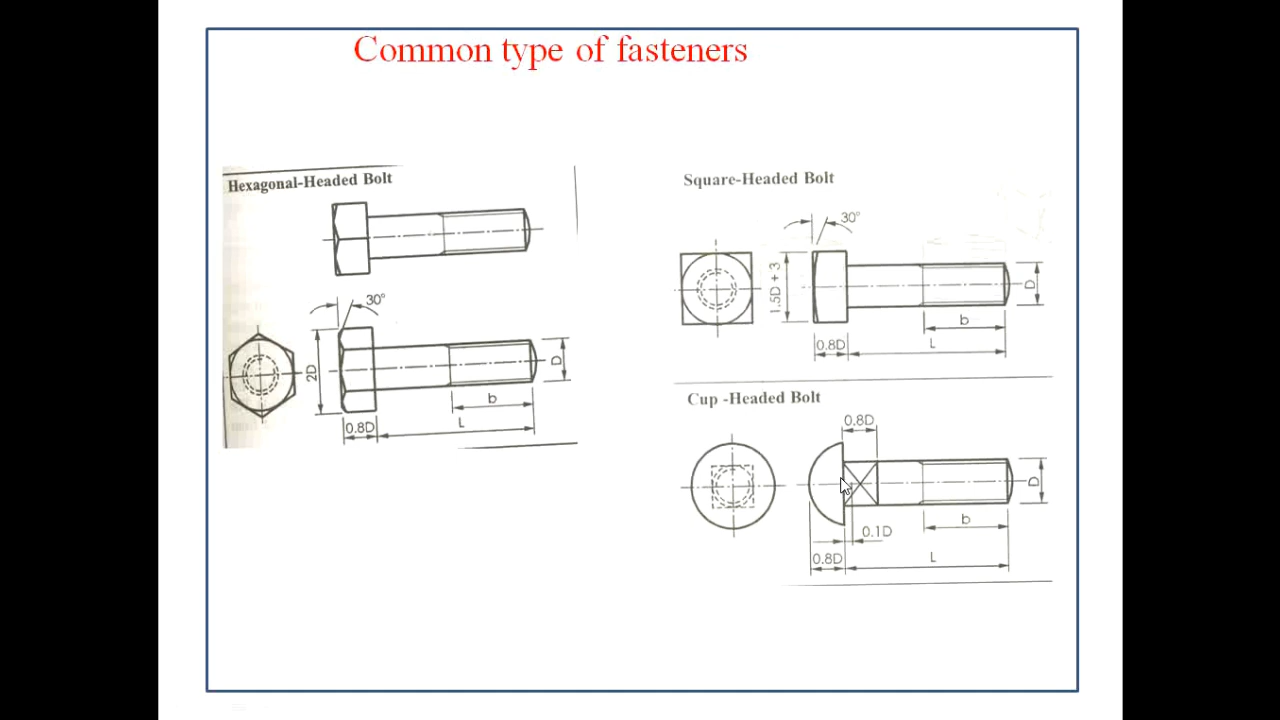 Common type of fasteners
Hexagonal-Headed Bolt
30°
2D
D
b
L
0.8D
Square-Headed Bolt
30°
1.5D + 3
D
b
0.8D
L
Cup -Headed Bolt
0.8D
D
b
0.1D
0.8D
L